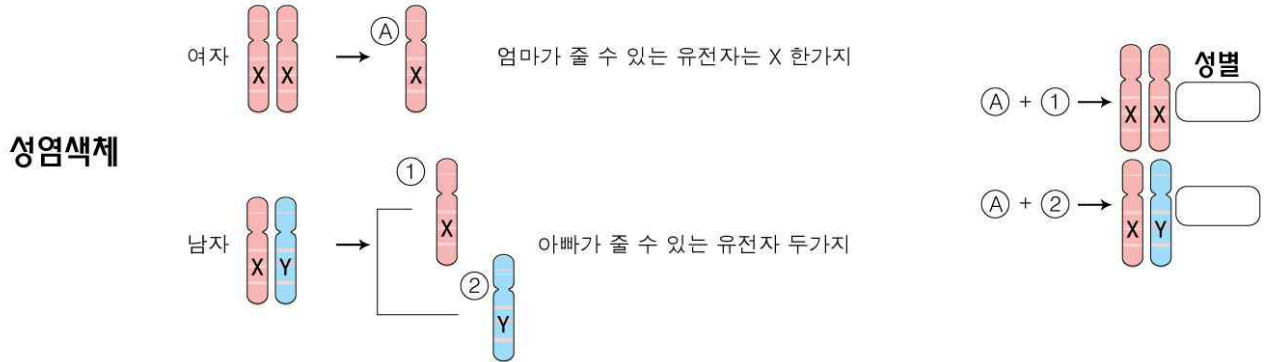 성염색체
여자 X X → Ⓐ X 엄마가 줄 수 있는 유전자는 X 한가지
남자 X Y → ① X ② Y 아빠가 줄 수 있는 유전자 두가지
성별
Ⓐ + ① → X X
Ⓐ + ② → X Y